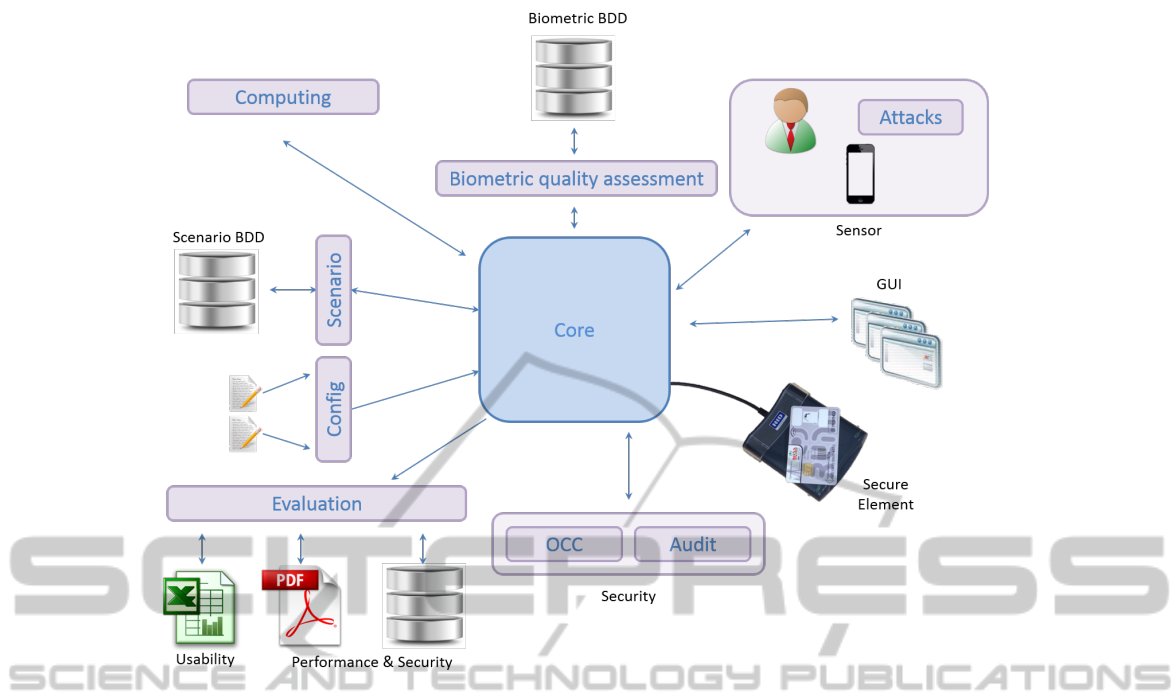 Biometric BDD
Computing
Attacks
Biometric quality assessment
Sensor
Scenario BDD
Scenario
GUI
Core
Config
Secure
Element
Evaluation
OCC
Audit
Security
PDF
Usability
Performance & Security
SCITEPRESS
SCIENCE AND TECHNOLOGY PUBLICATIONS